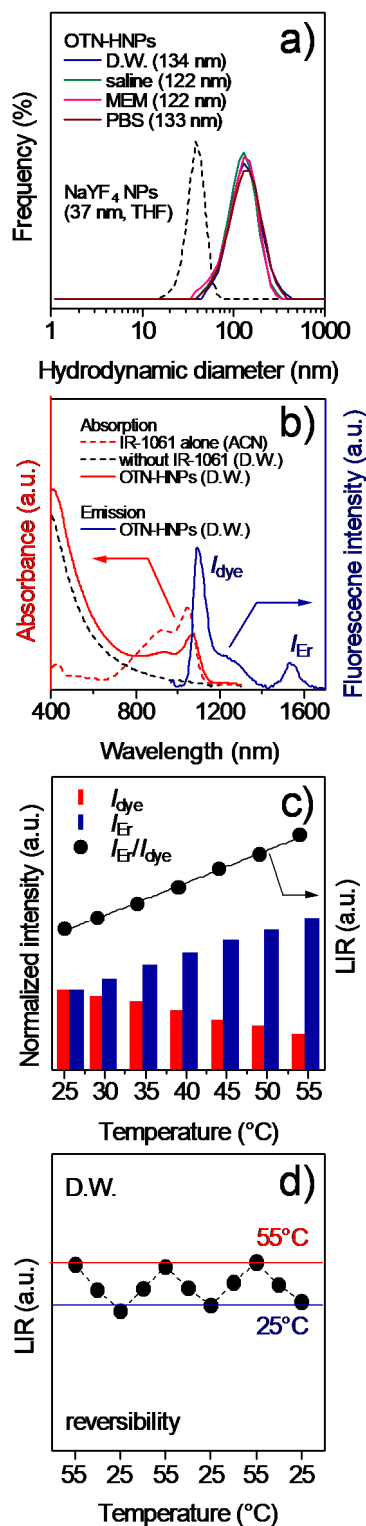 a)
OTN-HNPs
D.W. (134 nm)
saline (122 nm)
MEM (122 nm)
PBS (133 nm)
NaYF4 NPs
(37 nm, THF)
Frequency (%)
1 10 100 1000
Hydrodynamic diameter (nm)
b)
Absorption
IR-1061 alone (ACN)
without IR-1061 (D.W.)
OTN-HNPs (D.W.)
Emission
OTN-HNPs (D.W.)
Idye
IEr
Absorbance (a.u.)
Fluorescecne intensity (a.u.)
400 800 1200 1600
Wavelength (nm)
c)
Idye
IEr
IEr/Idye
Normalized intensity (a.u.)
LIR (a.u.)
25 30 35 40 45 50 55
Temperature (°C)
d)
D.W.
55°C
25°C
LIR (a.u.)
reversibility
55 25 55 25 55 25
Temperature (°C)